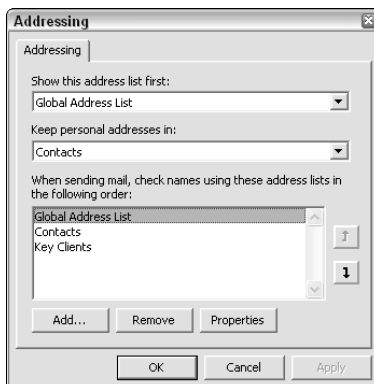 Addressing
Addressing
Show this address list first:
Global Address List
Keep personal addresses in:
Contacts
When sending mail, check names using these address lists in
the following order:
Global Address List
Contacts
Key Clients
Add... Remove Properties
OK Cancel Apply